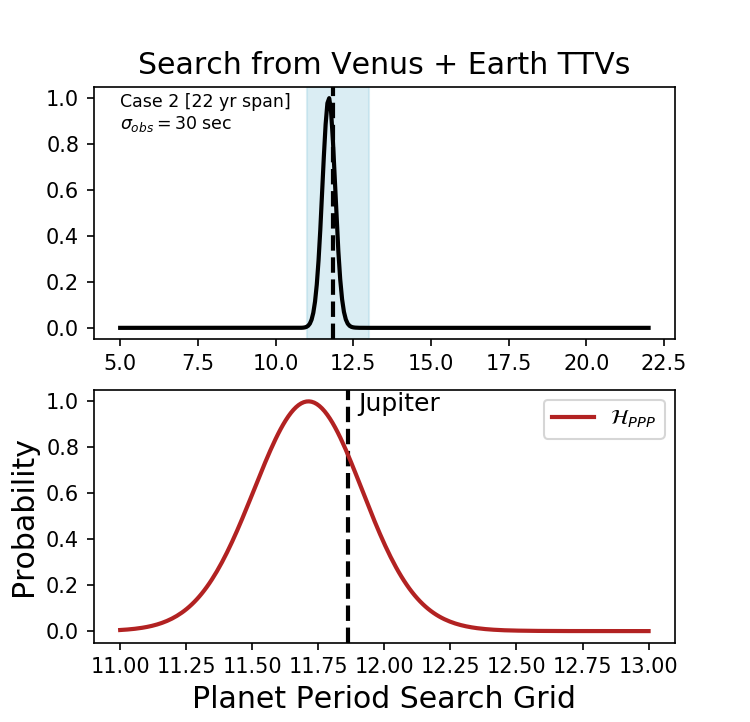 Search from Venus + Earth TTVs
Case 2 [22 yr span]
σ_obs = 30 sec
1.0
0.8
0.6
0.4
0.2
0.0
5.0 7.5 10.0 12.5 15.0 17.5 20.0 22.5
Jupiter
ℋ_PPP
Probability
1.0
0.8
0.6
0.4
0.2
0.0
11.00 11.25 11.50 11.75 12.00 12.25 12.50 12.75 13.00
Planet Period Search Grid